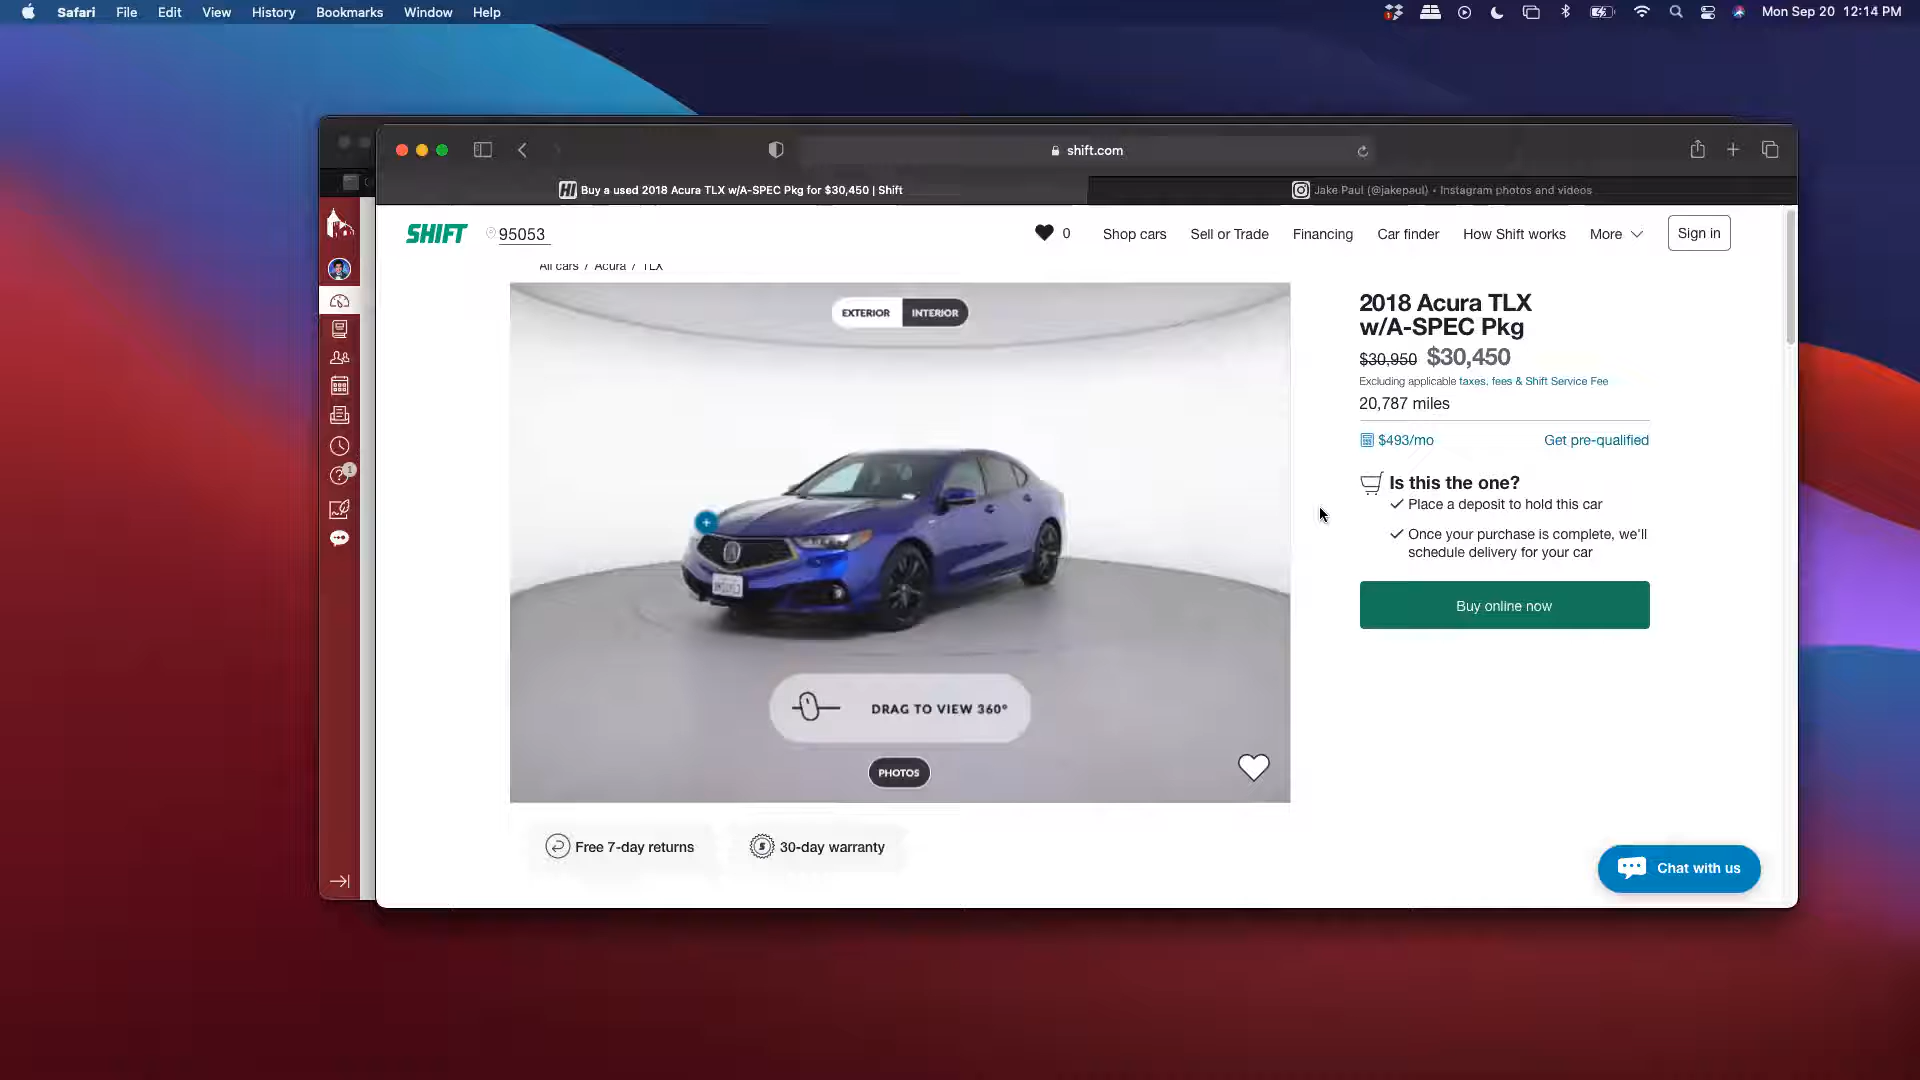 Safari File Edit View History Bookmarks Window Help
Mon Sep 20 12:14 PM
shift.com
Buy a used 2018 Acura TLX w/A-SPEC Pkg for $30,450 | Shift
Jake Paul (@jakepaul) • Instagram photos and videos
SHIFT
95053
0
Shop cars
Sell or Trade
Financing
Car finder
How Shift works
More
Sign in
All cars / Acura / TLX
EXTERIOR INTERIOR
DRAG TO VIEW 360°
PHOTOS
2018 Acura TLX
w/A-SPEC Pkg
$30,950 $30,450
Excluding applicable taxes, fees & Shift Service Fee
20,787 miles
$493/mo
Get pre-qualified
Is this the one?
Place a deposit to hold this car
Once your purchase is complete, we'll
schedule delivery for your car
Buy online now
Free 7-day returns
30-day warranty
Chat with us